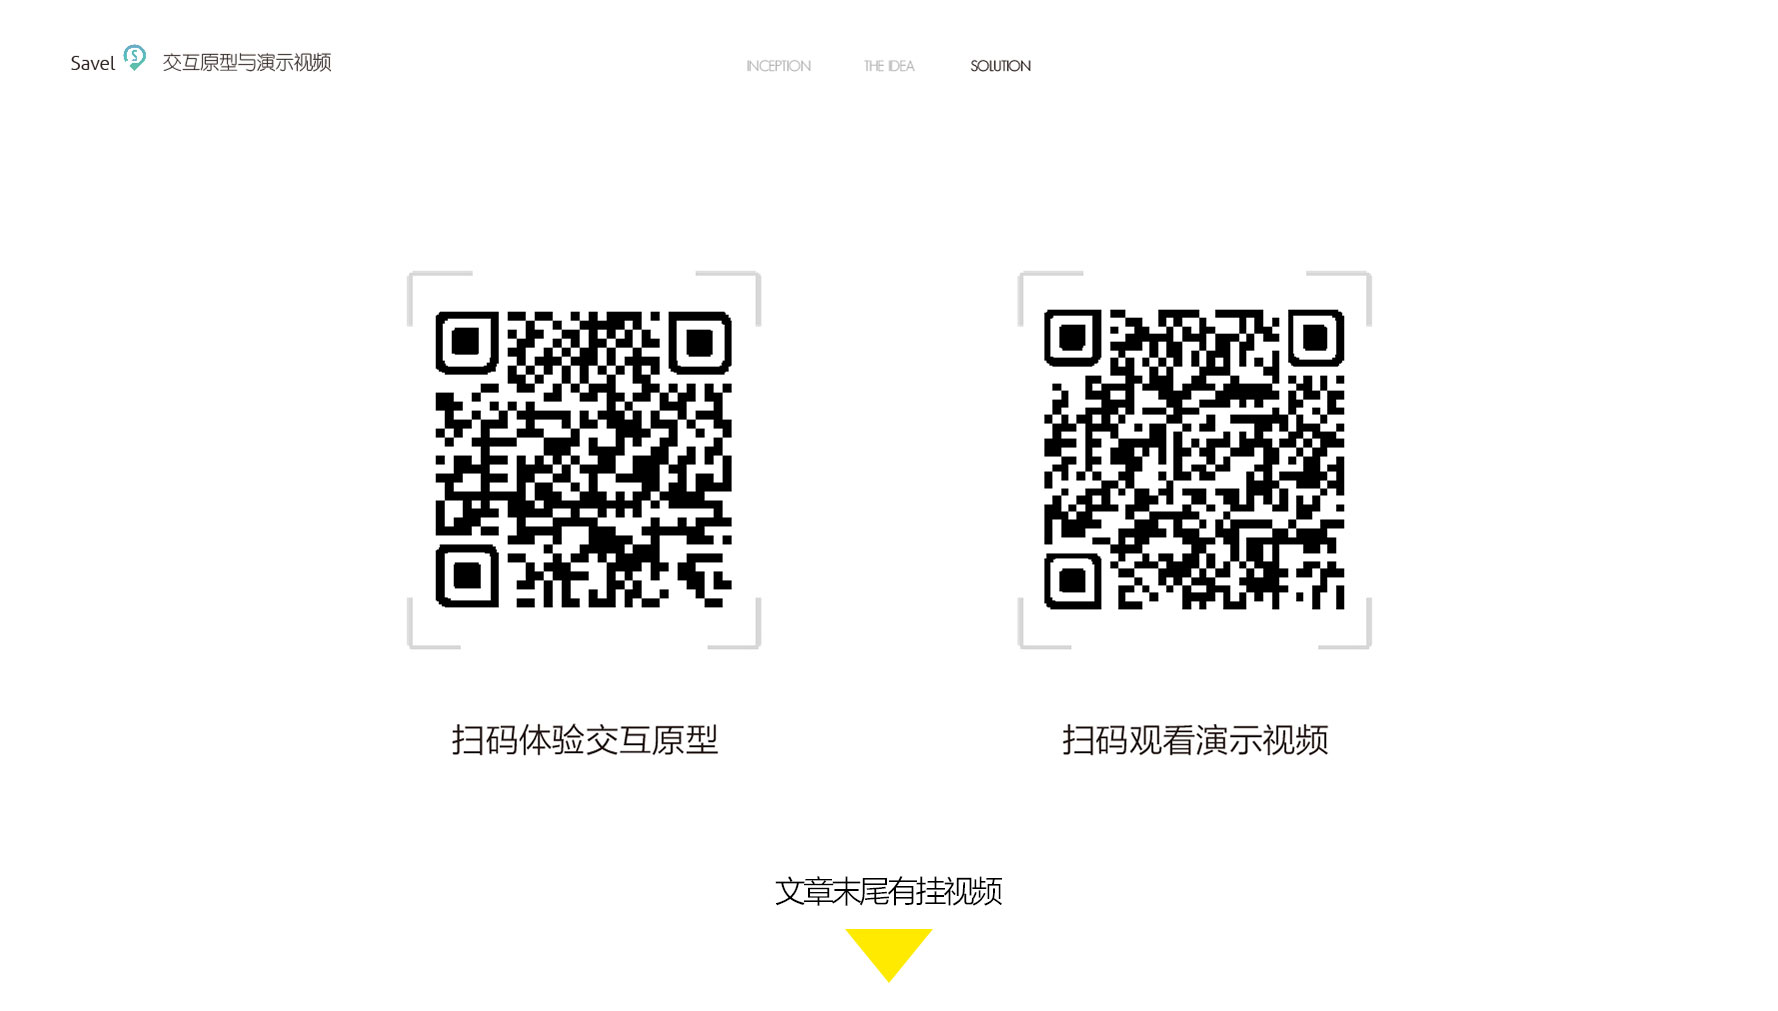 Savel S 交互原型与演示视频
INCEPTION THE IDEA SOLUTION
扫码体验交互原型
扫码观看演示视频
文章末尾有挂视频